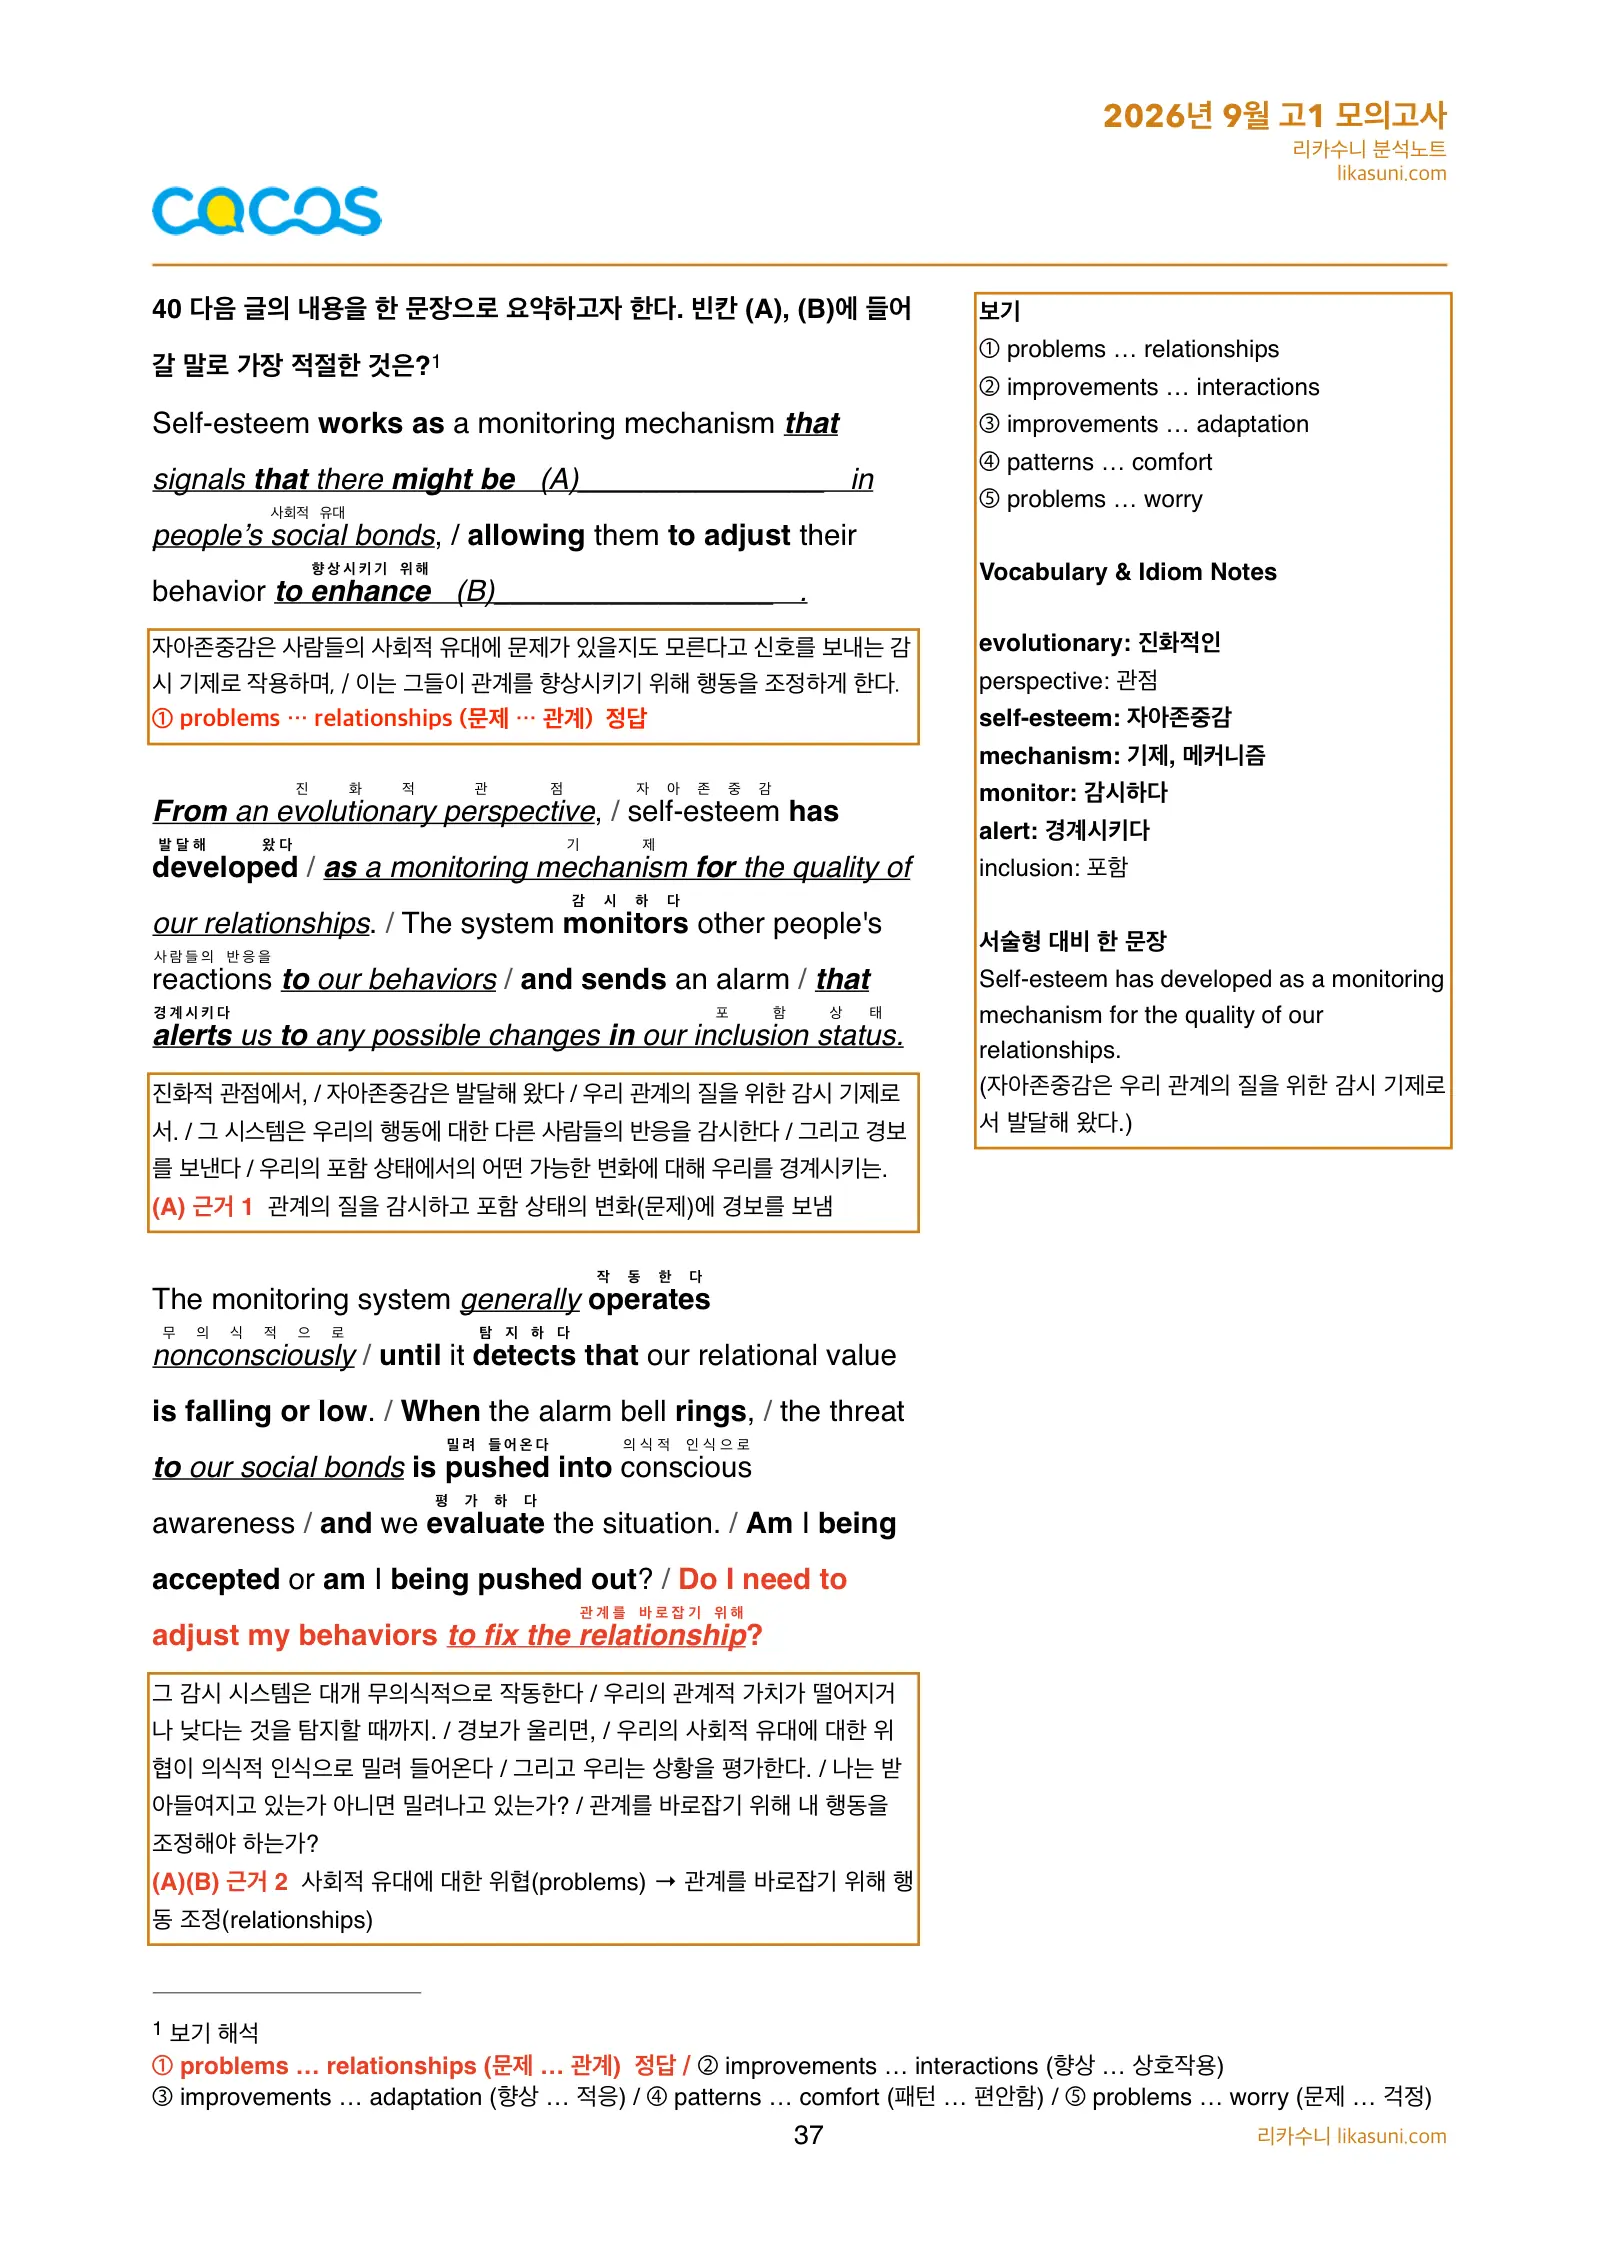 2026년 9월 고1 모의고사
리카수니 분석노트
likasuni.com
cacos
40 다음 글의 내용을 한 문장으로 요약하고자 한다. 빈칸 (A), (B)에 들어
갈 말로 가장 적절한 것은?1
Self-esteem works as a monitoring mechanism that
signals that there might be (A)________________ in
사회적 유대
people’s social bonds, / allowing them to adjust their
향상시키기 위해
behavior to enhance (B)__________________ .
자아존중감은 사람들의 사회적 유대에 문제가 있을지도 모른다고 신호를 보내는 감
시 기제로 작용하며, / 이는 그들이 관계를 향상시키기 위해 행동을 조정하게 한다.
① problems … relationships (문제 … 관계) 정답
진화적관점 자아존중감
From an evolutionary perspective, / self-esteem has
발달해 왔다 기제
developed / as a monitoring mechanism for the quality of
감시하다
our relationships. / The system monitors other people's
사람들의 반응을
reactions to our behaviors / and sends an alarm / that
경계시키다 포함상태
alerts us to any possible changes in our inclusion status.
진화적 관점에서, / 자아존중감은 발달해 왔다 / 우리 관계의 질을 위한 감시 기제로
서. / 그 시스템은 우리의 행동에 대한 다른 사람들의 반응을 감시한다 / 그리고 경보
를 보낸다 / 우리의 포함 상태에서의 어떤 가능한 변화에 대해 우리를 경계시키는.
(A) 근거 1 관계의 질을 감시하고 포함 상태의 변화(문제)에 경보를 보냄
작동한다
The monitoring system generally operates
무의식적으로 탐지하다
nonconsciously / until it detects that our relational value
is falling or low. / When the alarm bell rings, / the threat
밀려 들어온다 의식적 인식으로
to our social bonds is pushed into conscious
평가하다
awareness / and we evaluate the situation. / Am I being
accepted or am I being pushed out? / Do I need to
관계를 바로잡기 위해
adjust my behaviors to fix the relationship?
그 감시 시스템은 대개 무의식적으로 작동한다 / 우리의 관계적 가치가 떨어지거
나 낮다는 것을 탐지할 때까지. / 경보가 울리면, / 우리의 사회적 유대에 대한 위
협이 의식적 인식으로 밀려 들어온다 / 그리고 우리는 상황을 평가한다. / 나는 받
아들여지고 있는가 아니면 밀려나고 있는가? / 관계를 바로잡기 위해 내 행동을
조정해야 하는가?
(A)(B) 근거 2 사회적 유대에 대한 위협(problems) → 관계를 바로잡기 위해 행
동 조정(relationships)
보기
① problems … relationships
② improvements … interactions
③ improvements … adaptation
④ patterns … comfort
⑤ problems … worry
Vocabulary & Idiom Notes
evolutionary: 진화적인
perspective: 관점
self-esteem: 자아존중감
mechanism: 기제, 메커니즘
monitor: 감시하다
alert: 경계시키다
inclusion: 포함
서술형 대비 한 문장
Self-esteem has developed as a monitoring
mechanism for the quality of our
relationships.
(자아존중감은 우리 관계의 질을 위한 감시 기제로
서 발달해 왔다.)
1 보기 해석
① problems … relationships (문제 … 관계) 정답 / ② improvements … interactions (향상 … 상호작용)
③ improvements … adaptation (향상 … 적응) / ④ patterns … comfort (패턴 … 편안함) / ⑤ problems … worry (문제 … 걱정)
37
리카수니 likasuni.com